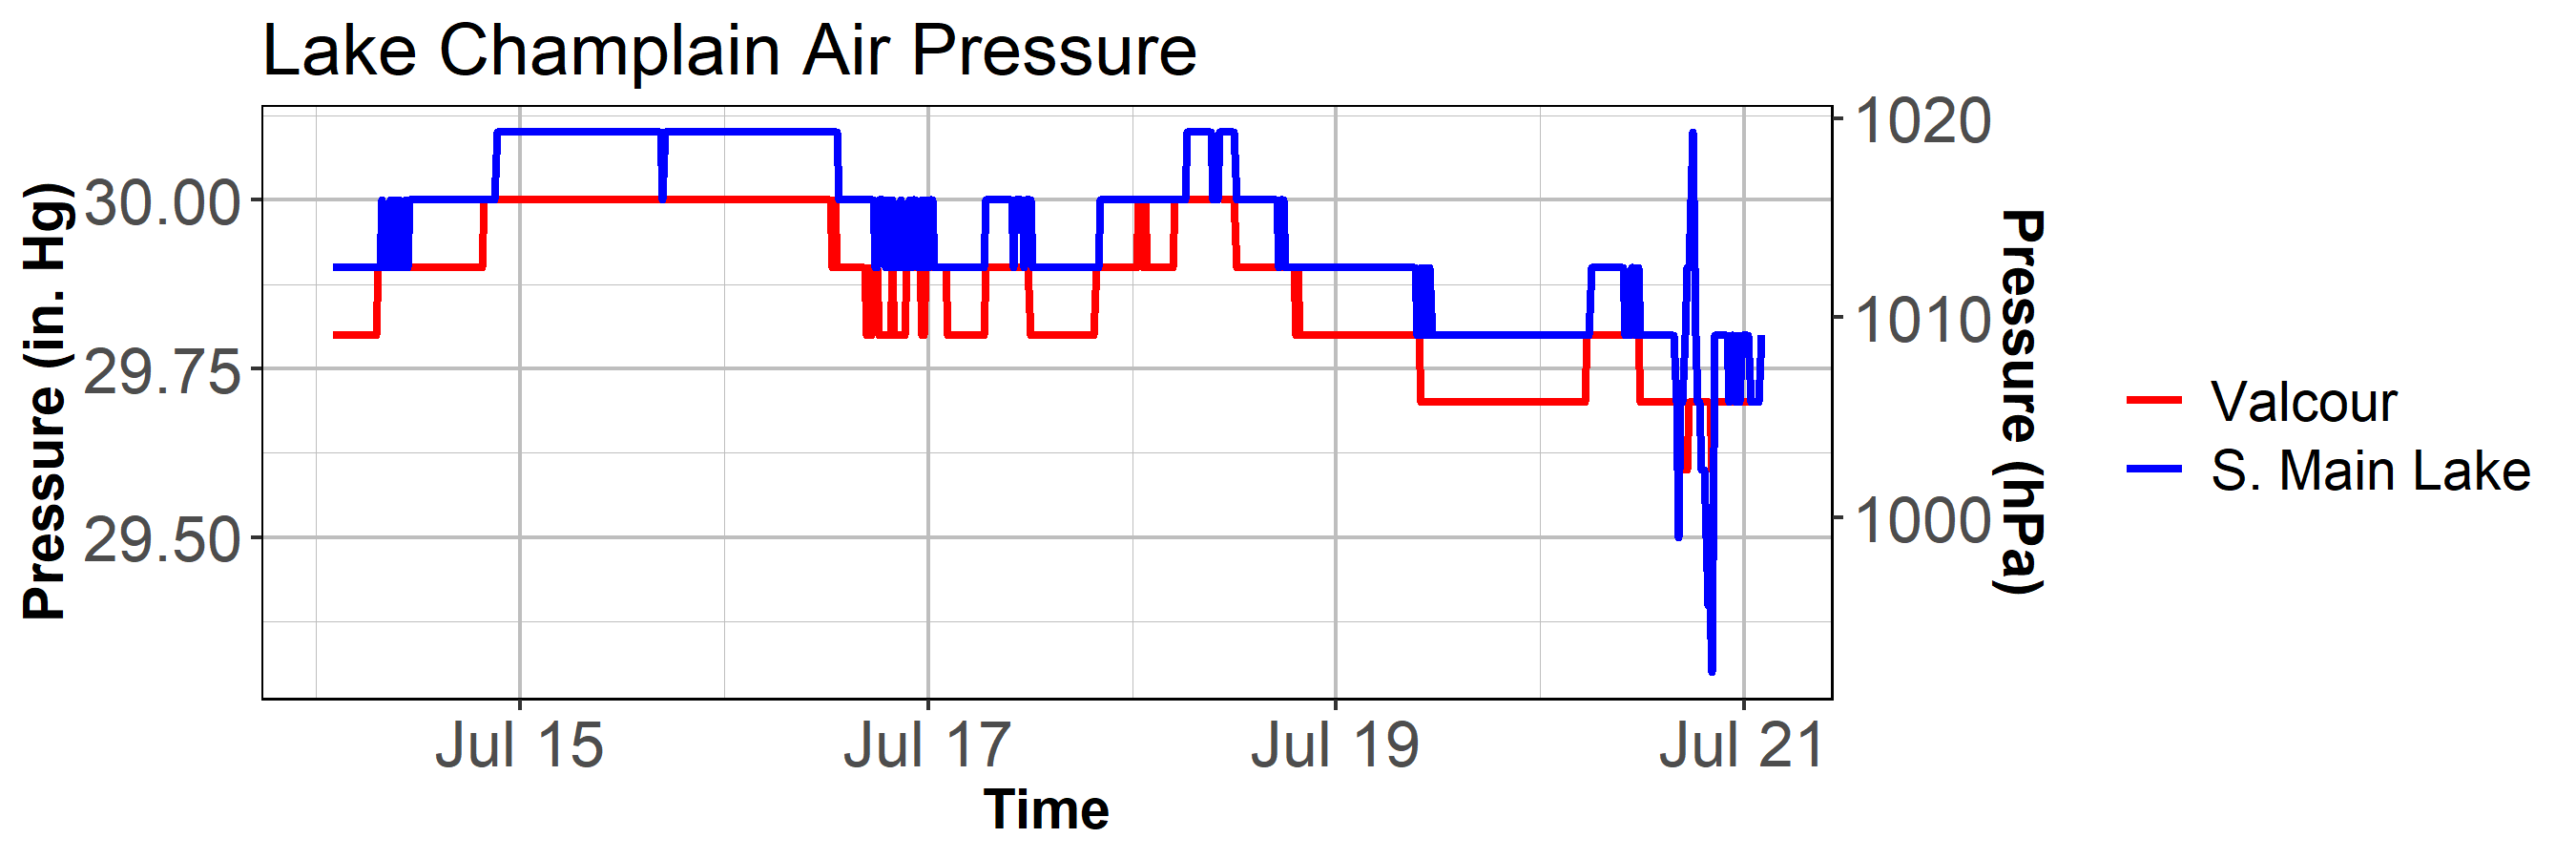 Lake Champlain Air Pressure
Pressure (in. Hg)
30.00
29.75
29.50
1020
1010
1000
Pressure (hPa)
Jul 15
Jul 17
Jul 19
Jul 21
Time
Valcour
S. Main Lake